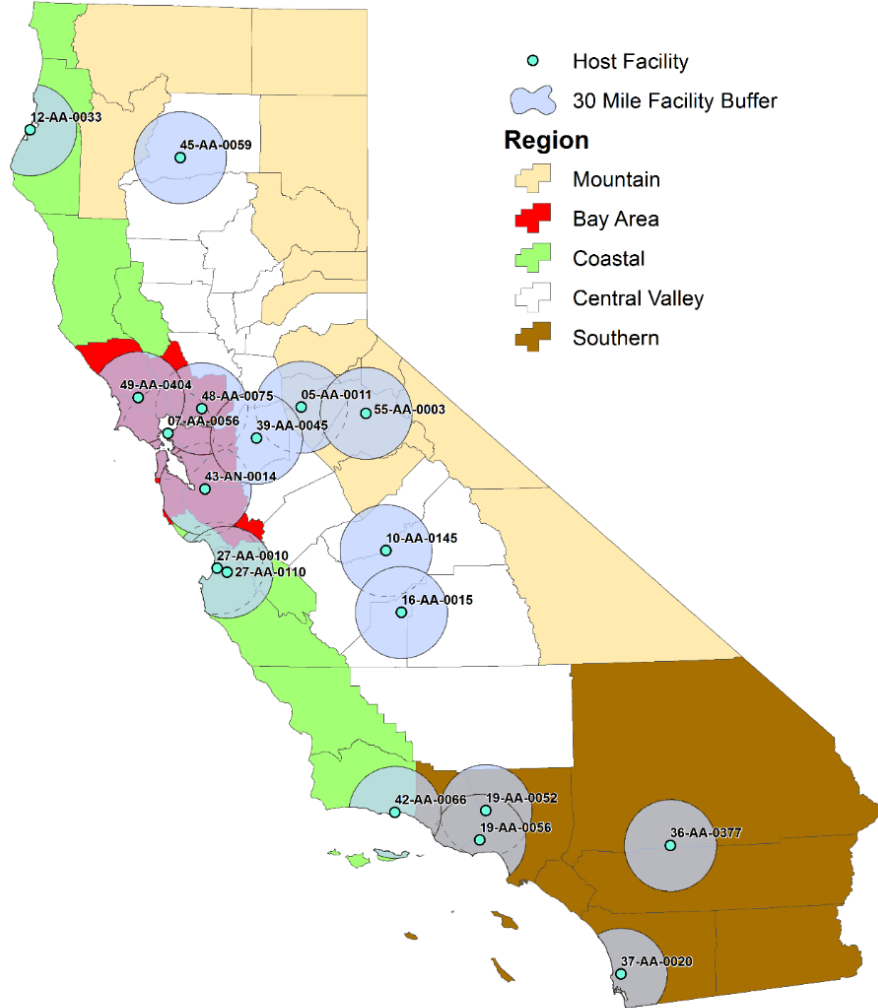 Host Facility
30 Mile Facility Buffer
Region
Mountain
Bay Area
Coastal
Central Valley
Southern
12-AA-0033
45-AA-0059
49-AA-0404
48-AA-0075
05-AA-0011
55-AA-0003
07-AA-0056
39-AA-0045
43-AN-0014
10-AA-0145
27-AA-0010
27-AA-0110
16-AA-0015
42-AA-0066
19-AA-0052
19-AA-0056
36-AA-0377
37-AA-0020